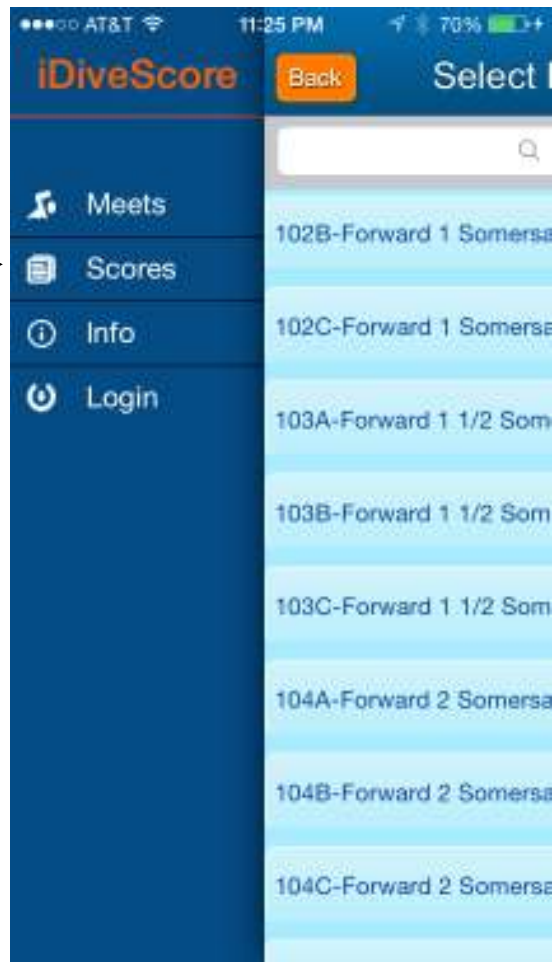 AT&T 11:25 PM 70%
iDiveScore
Back Select
Meets
Scores
Info
Login
102B-Forward 1 Somersa
102C-Forward 1 Somersa
103A-Forward 1 1/2 Som
103B-Forward 1 1/2 Som
103C-Forward 1 1/2 Som
104A-Forward 2 Somersa
104B-Forward 2 Somersa
104C-Forward 2 Somersa